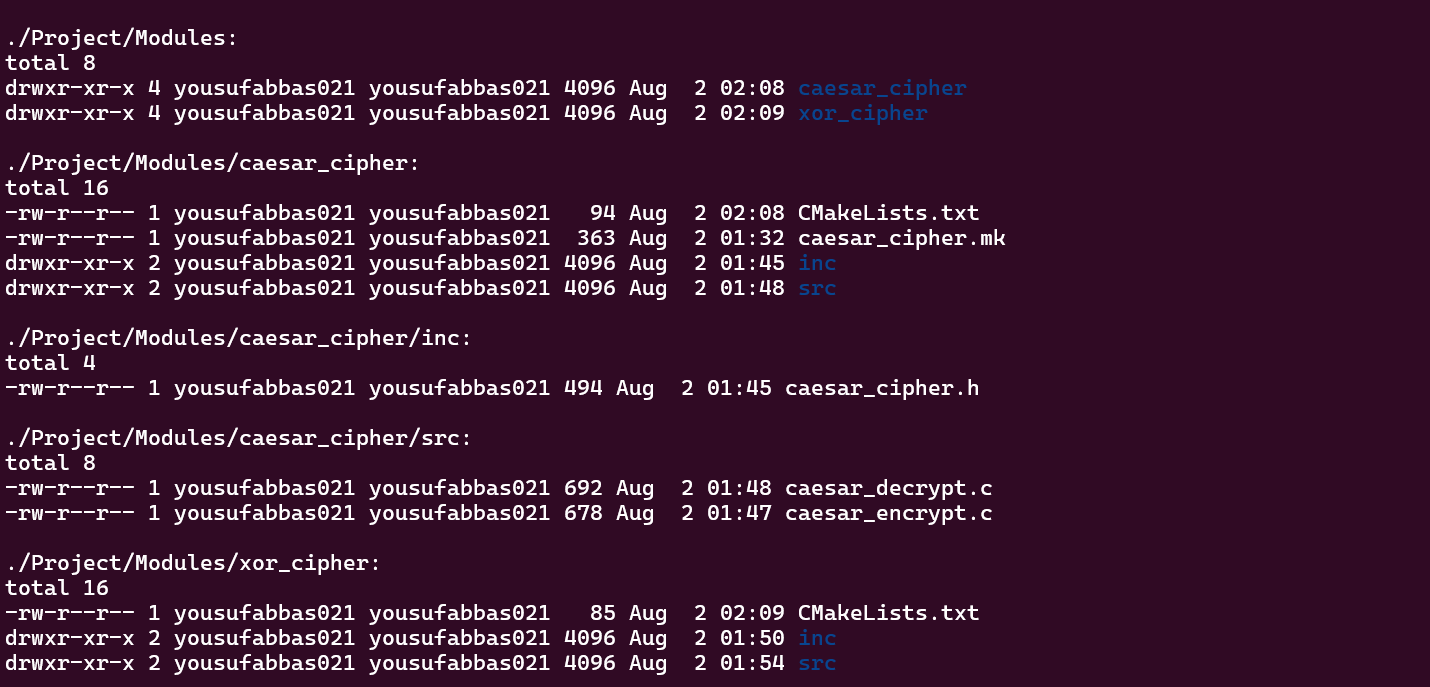 ./Project/Modules:
total 8
drwxr-xr-x 4 yousufabbas021 yousufabbas021 4096 Aug  2 02:08 caesar_cipher
drwxr-xr-x 4 yousufabbas021 yousufabbas021 4096 Aug  2 02:09 xor_cipher

./Project/Modules/caesar_cipher:
total 16
-rw-r--r-- 1 yousufabbas021 yousufabbas021   94 Aug  2 02:08 CMakeLists.txt
-rw-r--r-- 1 yousufabbas021 yousufabbas021  363 Aug  2 01:32 caesar_cipher.mk
drwxr-xr-x 2 yousufabbas021 yousufabbas021 4096 Aug  2 01:45 inc
drwxr-xr-x 2 yousufabbas021 yousufabbas021 4096 Aug  2 01:48 src

./Project/Modules/caesar_cipher/inc:
total 4
-rw-r--r-- 1 yousufabbas021 yousufabbas021 494 Aug  2 01:45 caesar_cipher.h

./Project/Modules/caesar_cipher/src:
total 8
-rw-r--r-- 1 yousufabbas021 yousufabbas021 692 Aug  2 01:48 caesar_decrypt.c
-rw-r--r-- 1 yousufabbas021 yousufabbas021 678 Aug  2 01:47 caesar_encrypt.c

./Project/Modules/xor_cipher:
total 16
-rw-r--r-- 1 yousufabbas021 yousufabbas021   85 Aug  2 02:09 CMakeLists.txt
drwxr-xr-x 2 yousufabbas021 yousufabbas021 4096 Aug  2 01:50 inc
drwxr-xr-x 2 yousufabbas021 yousufabbas021 4096 Aug  2 01:54 src